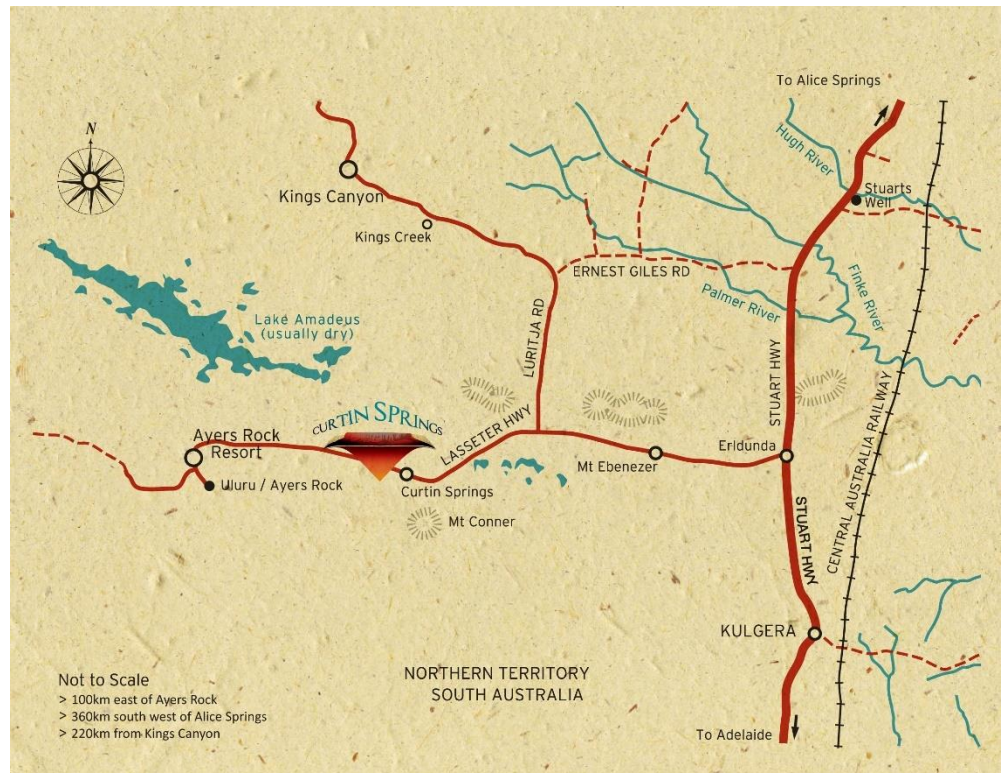 To Alice Springs
N
Hugh River
Kings Canyon
Stuarts
Well
Kings Creek
ERNEST GILES RD
Finke River
Palmer River
Lake Amadeus
(usually dry)
LURITJA RD
STUART HWY
CURTIN SPRINGS
LASSETER HWY
Ayers Rock
Resort
Erldunda
Mt Ebenezer
CENTRAL AUSTRALIA RAILWAY
Uluru / Ayers Rock
Curtin Springs
Mt Conner
STUART HWY
KULGERA
NORTHERN TERRITORY
SOUTH AUSTRALIA
Not to Scale
> 100km east of Ayers Rock
> 360km south west of Alice Springs
> 220km from Kings Canyon
To Adelaide